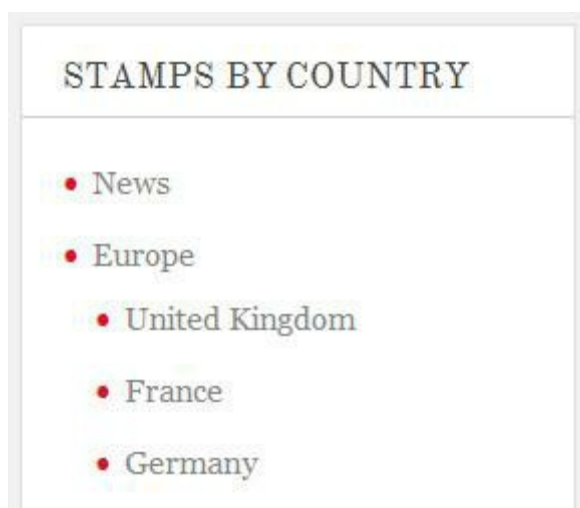 STAMPS BY COUNTRY
News
Europe
United Kingdom
France
Germany